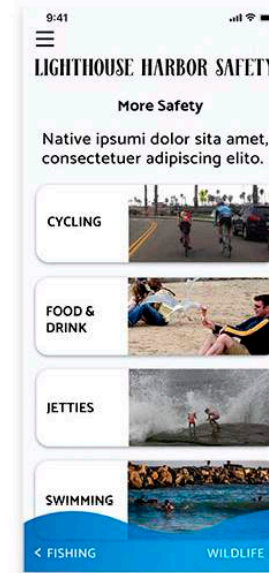 9:41
LIGHTHOUSE HARBOR SAFETY
More Safety
Native ipsumi dolor sita amet,
consectetuer adipiscing elito.
CYCLING
FOOD &
DRINK
JETTIES
SWIMMING
< FISHING
WILDLIFE